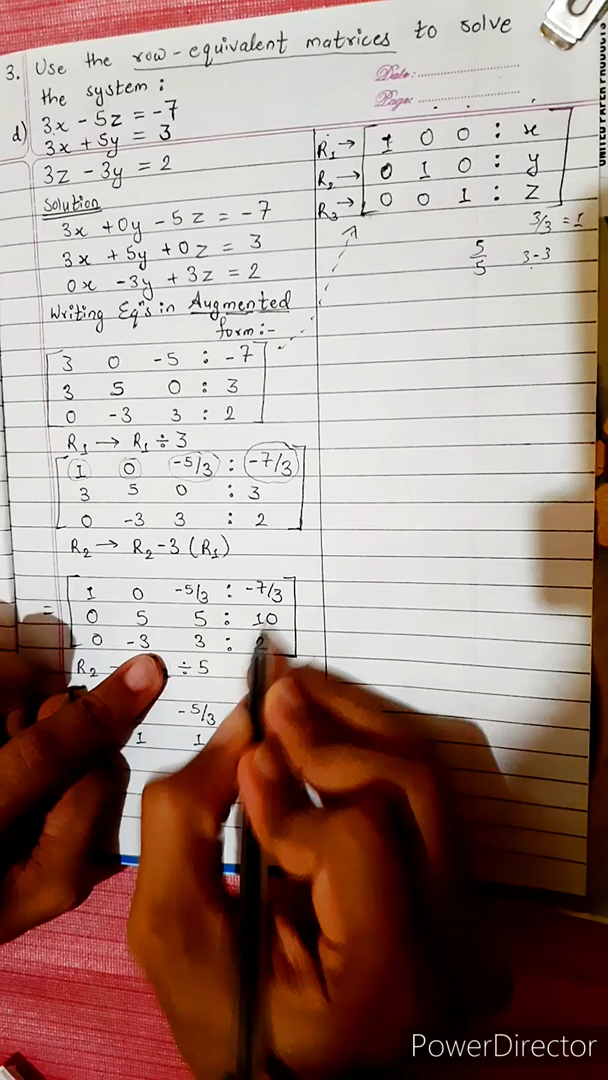 3. Use the row-equivalent matrices to solve
the system :
Date:
Page:
d) 3x - 5z = -7
3x + 5y = 3
3z - 3y = 2
Solution
3x + 0y - 5z = -7
3x + 5y + 0z = 3
0x - 3y + 3z = 2
Writing Eqⁿs in Augmented
form:-
3 0 -5 : -7
3 5 0 : 3
0 -3 3 : 2
R₁ → R₁ ÷ 3
1 0 -5/3 : -7/3
3 5 0 : 3
0 -3 3 : 2
R₂ → R₂ - 3 (R₁)
= 1 0 -5/3 : -7/3
0 5 5 : 10
0 -3 3 : 2
R₂ ÷ 5
-5/3
1 1
R₁ → 1 0 0 : x
R₂ → 0 1 0 : y
R₃ → 0 0 1 : z
3/3 = 1
5/5 3-3
UNITED PAPER PRODUCTS
PowerDirector